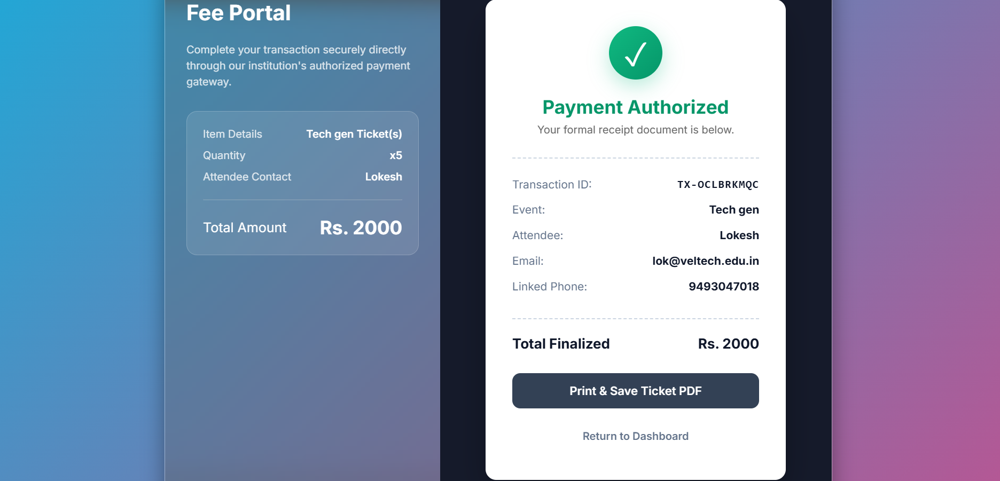 Fee Portal
Complete your transaction securely directly
through our institution's authorized payment
gateway.
Item Details Tech gen Ticket(s)
Quantity x5
Attendee Contact Lokesh
Total Amount Rs. 2000
Payment Authorized
Your formal receipt document is below.
Transaction ID: TX-OCLBRKMQC
Event: Tech gen
Attendee: Lokesh
Email: lok@veltech.edu.in
Linked Phone: 9493047018
Total Finalized Rs. 2000
Print & Save Ticket PDF
Return to Dashboard